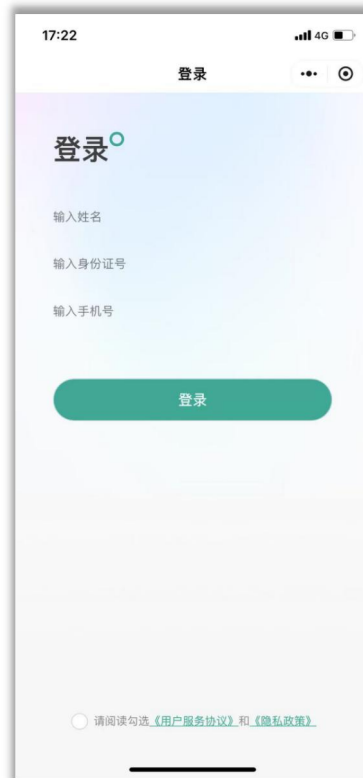 17:22
4G
登录
登录
输入姓名
输入身份证号
输入手机号
登录
请阅读勾选《用户服务协议》和《隐私政策》